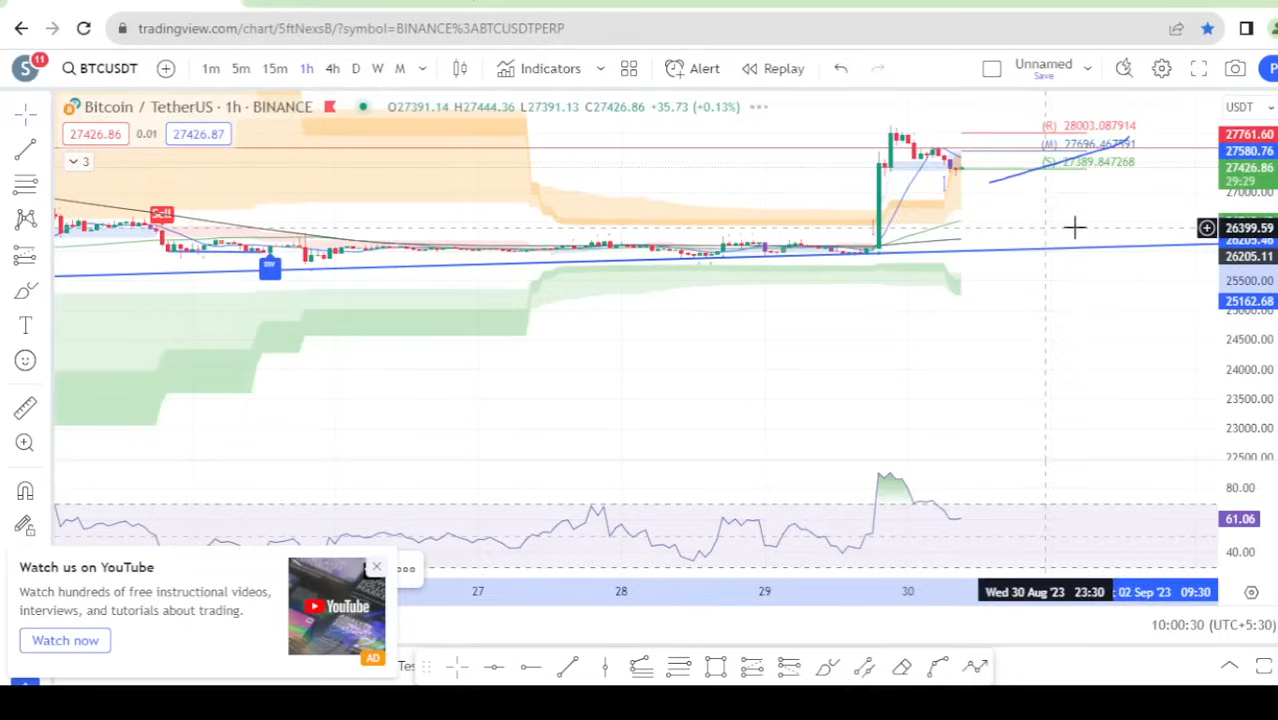 tradingview.com/chart/5ftNexsB/?symbol=BINANCE%3ABTCUSDTPERP
S 11 BTCUSDT 1m 5m 15m 1h 4h D W M Indicators Alert Replay Unnamed Save P
Bitcoin / TetherUS · 1h · BINANCE O27391.14 H27444.36 L27391.13 C27426.86 +35.73 (+0.13%) USDT
27426.86 0.01 27426.87
3
(R) 28003.087914
(M)
(S) 27389.847268
27761.60
27580.76
27426.86
29:29
27000.00
26399.59
26205.11
25500.00
25162.68
25000.00
24500.00
24000.00
23500.00
23000.00
22500.00
Sell
80.00
61.06
40.00
Watch us on YouTube
Watch hundreds of free instructional videos,
interviews, and tutorials about trading.
Watch now
YouTube
AD
27 28 29 30 Wed 30 Aug '23 23:30 02 Sep '23 09:30
10:00:30 (UTC+5:30)